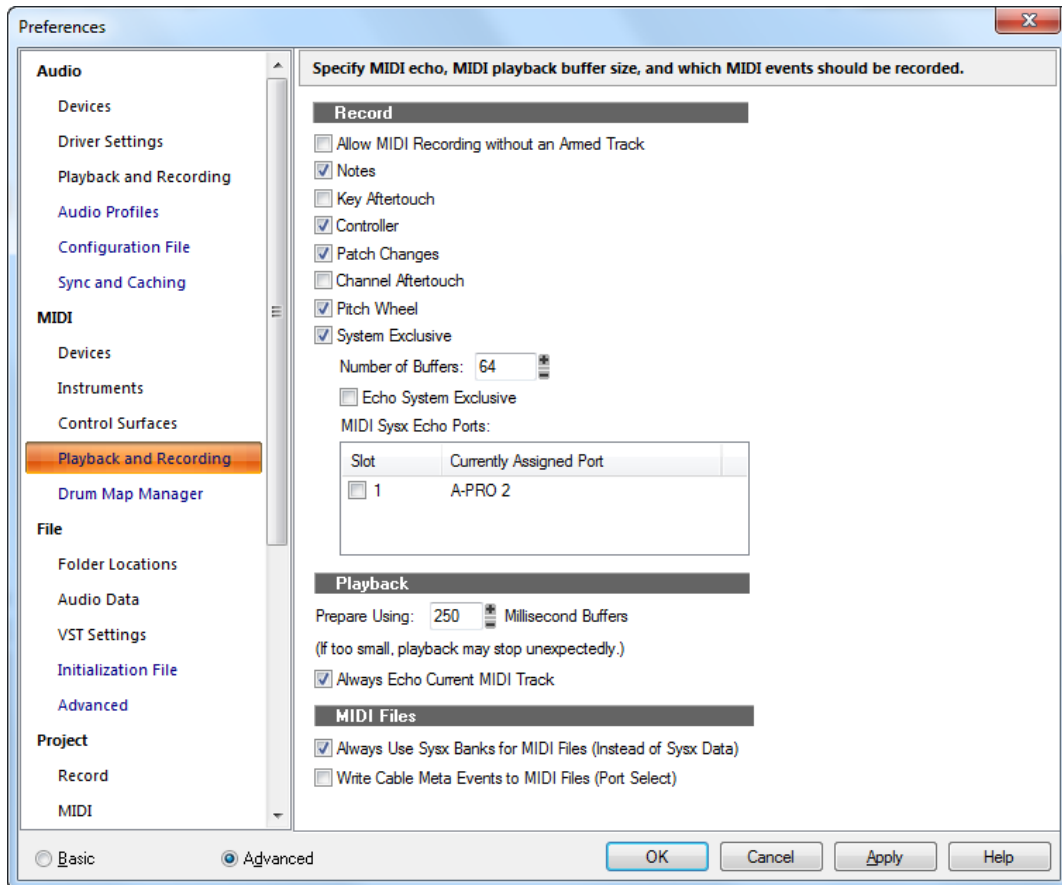 Preferences
Audio
Devices
Driver Settings
Playback and Recording
Audio Profiles
Configuration File
Sync and Caching
MIDI
Devices
Instruments
Control Surfaces
Playback and Recording
Drum Map Manager
File
Folder Locations
Audio Data
VST Settings
Initialization File
Advanced
Project
Record
MIDI
Basic
Advanced
Specify MIDI echo, MIDI playback buffer size, and which MIDI events should be recorded.
Record
Allow MIDI Recording without an Armed Track
Notes
Key Aftertouch
Controller
Patch Changes
Channel Aftertouch
Pitch Wheel
System Exclusive
Number of Buffers: 64
Echo System Exclusive
MIDI Sysx Echo Ports:
Slot Currently Assigned Port
1 A-PRO 2
Playback
Prepare Using: 250 Millisecond Buffers
(If too small, playback may stop unexpectedly.)
Always Echo Current MIDI Track
MIDI Files
Always Use Sysx Banks for MIDI Files (Instead of Sysx Data)
Write Cable Meta Events to MIDI Files (Port Select)
OK Cancel Apply Help